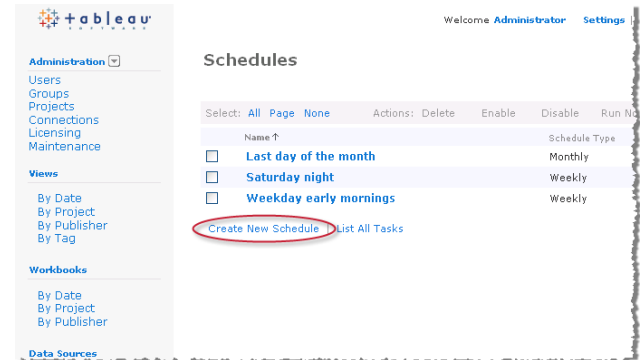 + a b l e a u
S O F T W A R E
Welcome Administrator Settings |
Administration
Users
Groups
Projects
Connections
Licensing
Maintenance
Views
By Date
By Project
By Publisher
By Tag
Workbooks
By Date
By Project
By Publisher
Data Sources
Schedules
Select: All Page None Actions: Delete Enable Disable Run
Name ↑ Schedule Type
Last day of the month Monthly
Saturday night Weekly
Weekday early mornings Weekly
Create New Schedule | List All Tasks